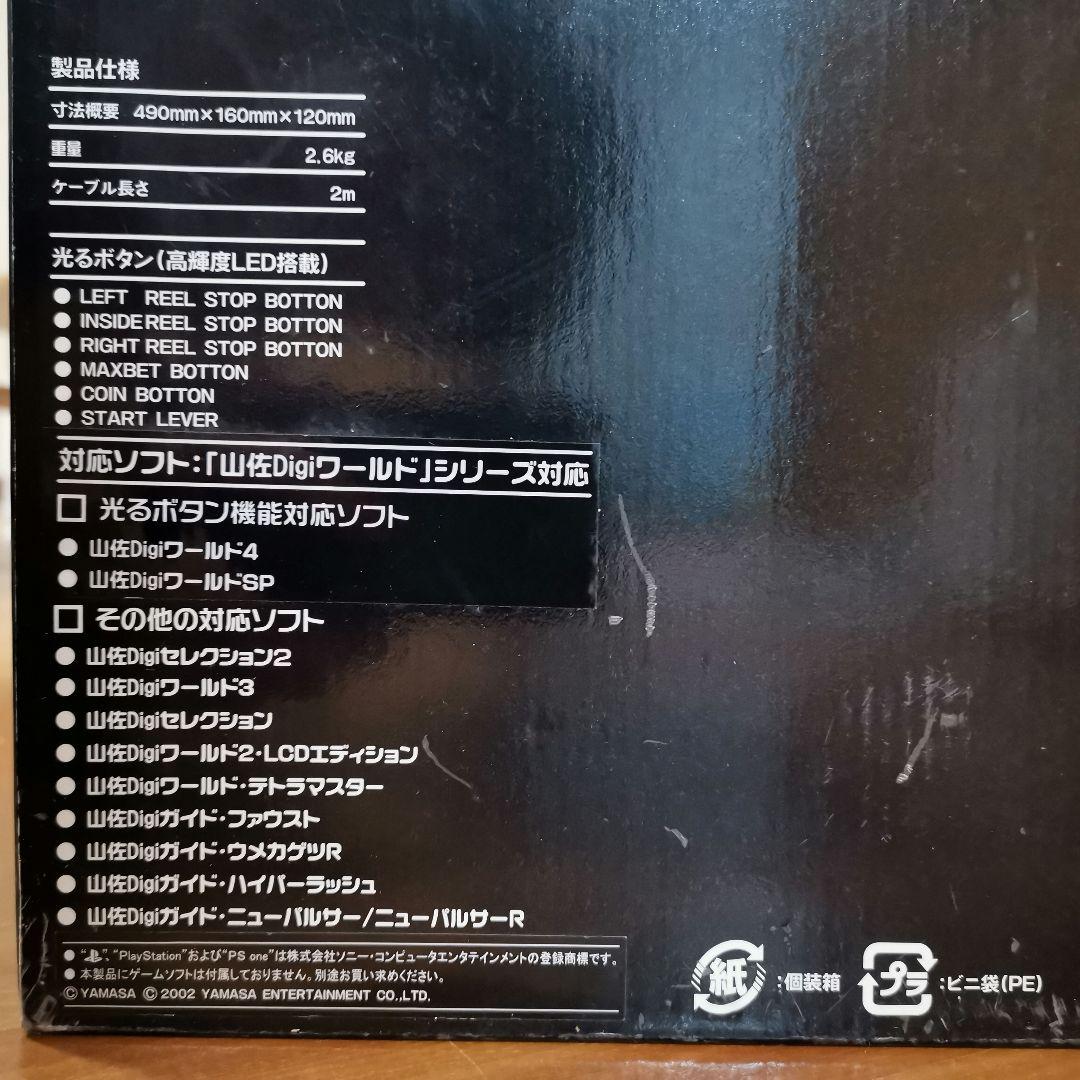 製品仕様
寸法概要 490mm×160mm×120mm
重量 2.6kg
ケーブル長さ 2m
光るボタン(高輝度LED搭載)
● LEFT REEL STOP BOTTON
● INSIDE REEL STOP BOTTON
● RIGHT REEL STOP BOTTON
● MAXBET BOTTON
● COIN BOTTON
● START LEVER
対応ソフト:「山佐Digiワールド」シリーズ対応
□ 光るボタン機能対応ソフト
● 山佐Digiワールド4
● 山佐DigiワールドSP
□ その他の対応ソフト
● 山佐Digiセレクション2
● 山佐Digiワールド3
● 山佐Digiセレクション
● 山佐Digiワールド2・LCDエディション
● 山佐Digiワールド・テトラマスター
● 山佐Digiガイド・ファウスト
● 山佐Digiガイド・ウメカゲツR
● 山佐Digiガイド・ハイパーラッシュ
● 山佐Digiガイド・ニューパルサー/ニューパルサーR
● "PS"、"PlayStation"および"PS one"は株式会社ソニー・コンピュータエンタテインメントの登録商標です。
● 本製品にゲームソフトは付属しておりません。別途お買い求めください。
Ⓒ YAMASA Ⓒ 2002 YAMASA ENTERTAINMENT CO.,LTD.
紙 :個装箱 プラ :ビニ袋(PE)